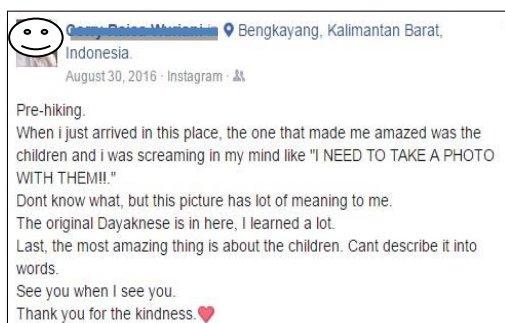 in Bengkayang, Kalimantan Barat,
Indonesia.
August 30, 2016 · Instagram ·
Pre-hiking.
When i just arrived in this place, the one that made me amazed was the
children and i was screaming in my mind like "I NEED TO TAKE A PHOTO
WITH THEM!!."
Dont know what, but this picture has lot of meaning to me.
The original Dayaknese is in here, I learned a lot.
Last, the most amazing thing is about the children. Cant describe it into
words.
See you when I see you.
Thank you for the kindness.❤